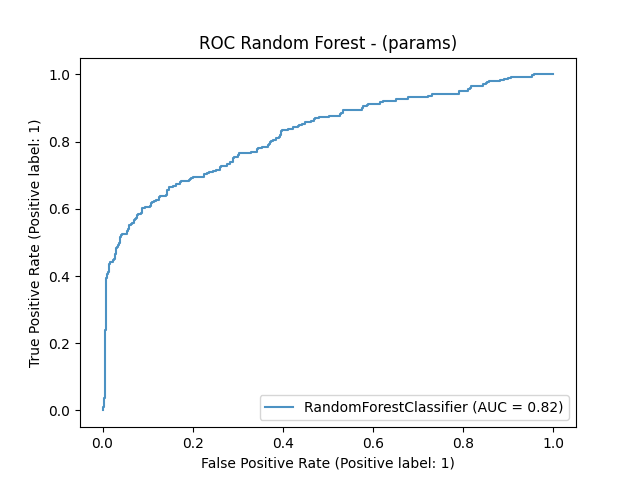 ROC Random Forest - (params)
True Positive Rate (Positive label: 1)
1.0
0.8
0.6
0.4
0.2
0.0
RandomForestClassifier (AUC = 0.82)
0.0 0.2 0.4 0.6 0.8 1.0
False Positive Rate (Positive label: 1)